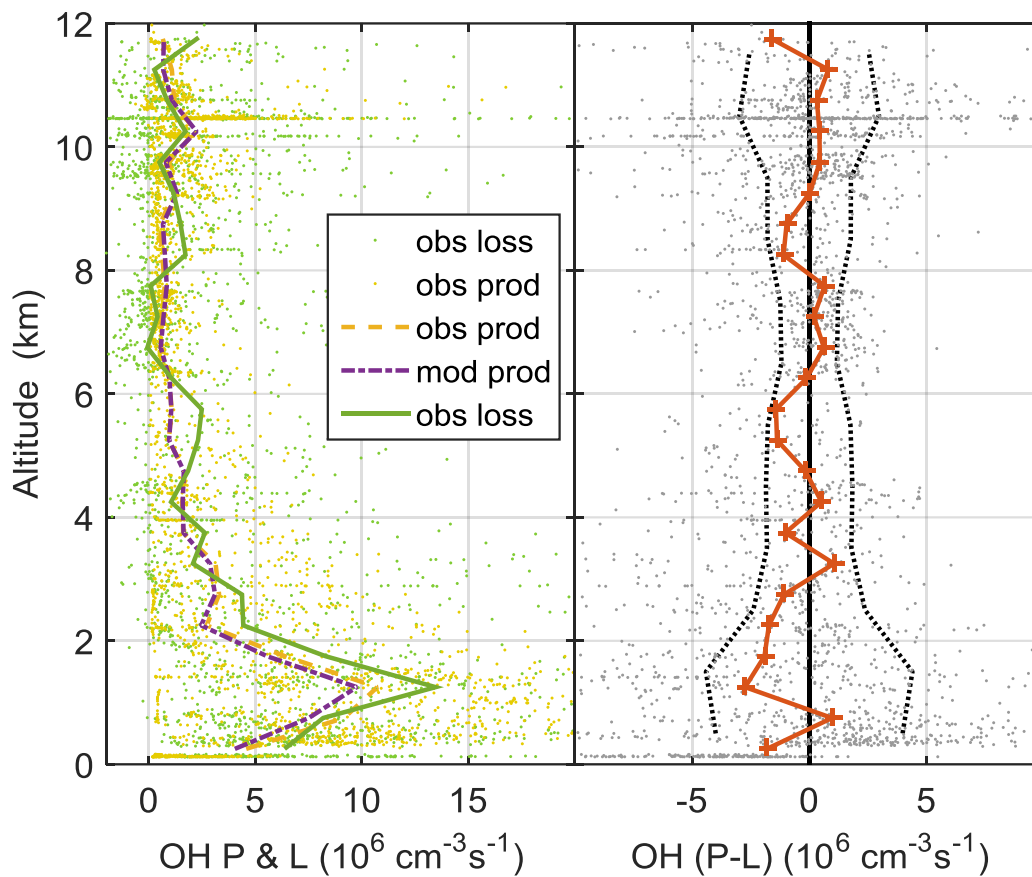 12
10
8
6
4
2
0
Altitude (km)
obs loss
obs prod
obs prod
mod prod
obs loss
0 5 10 15
-5 0 5
OH P & L (10⁶ cm⁻³s⁻¹)
OH (P-L) (10⁶ cm⁻³s⁻¹)